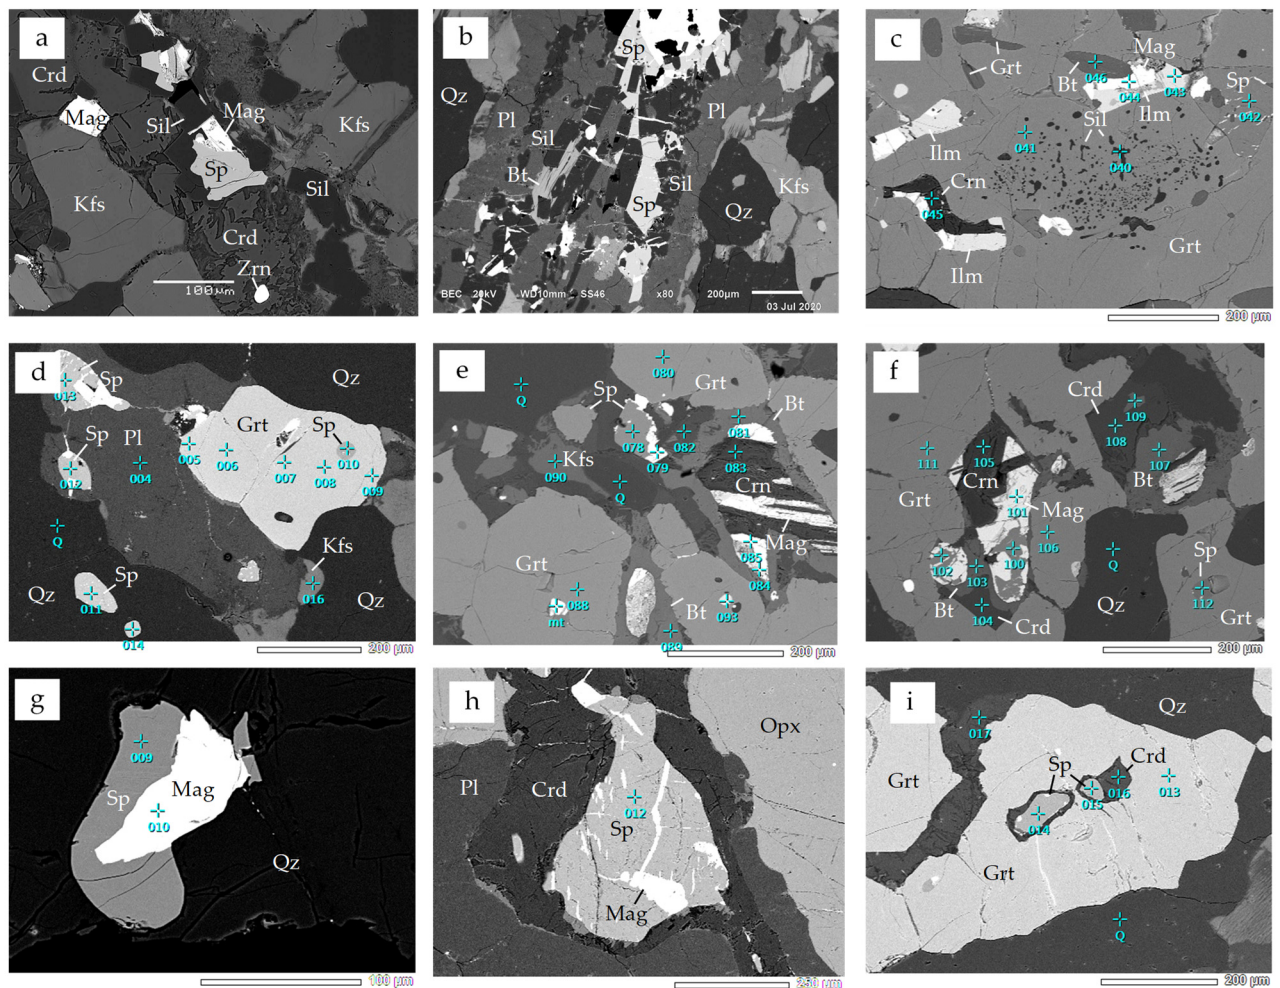 a
Crd
Mag
Sil
Mag
Kfs
Sp
Kfs
Sil
Crd
Zrn
100μm
b
Sp
Qz
Pl
Pl
Sil
Bt
Sil
Kfs
Sp
Qz
BEC 20kV WD10mm SS46 x80 200μm
03 Jul 2020
c
Mag
Grt
Bt
046
044
043
Sp
042
Ilm
Sil
041
Ilm
040
Crn
045
Grt
Ilm
200 μm
d
Sp
013
Qz
Sp
Pl
Grt
Sp
005
006
010
012
004
007
008
009
Q
Kfs
Sp
Qz
011
016
Qz
014
200 μm
e
080
Q
Sp
Grt
Bt
078
082
081
Kfs
079
083
090
Q
Crn
Mag
085
Grt
084
088
Bt
mt
093
089
200 μm
f
Crd
109
108
111
105
107
Crn
Bt
Grt
101
Mag
106
102
103
100
Q
Sp
Bt
104
Crd
Qz
112
Grt
200 μm
g
009
Sp
Mag
010
Qz
100 μm
h
Opx
Pl
Crd
012
Sp
Mag
250 μm
i
Qz
017
Crd
Sp
Grt
016
013
015
014
Grt
Q
200 μm